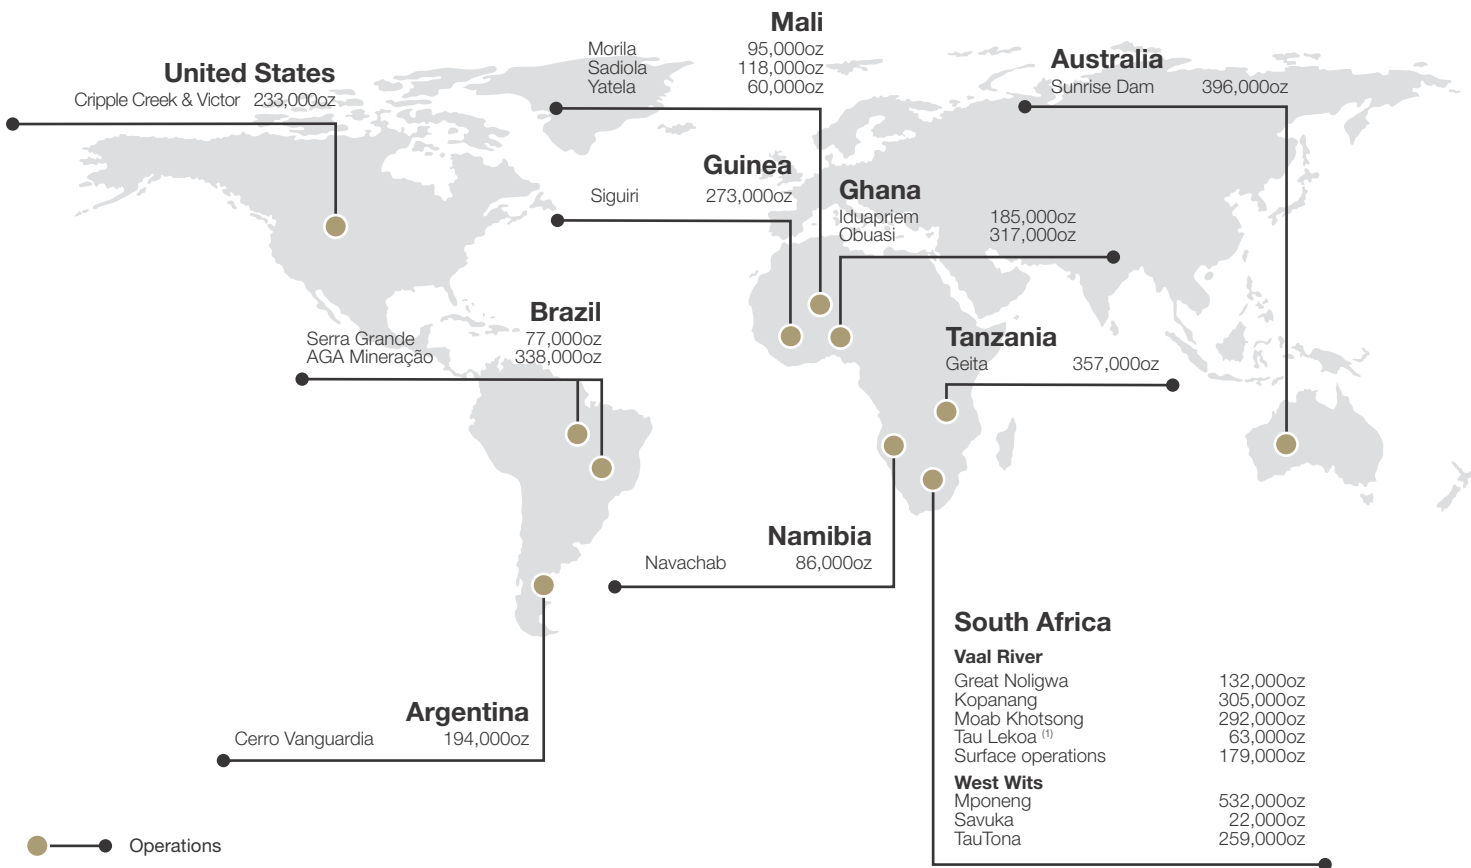 Mali
Morila 95,000oz
Sadiola 118,000oz
Yatela 60,000oz
United States
Cripple Creek & Victor 233,000oz
Australia
Sunrise Dam 396,000oz
Guinea
Siguiri 273,000oz
Ghana
Iduapriem 185,000oz
Obuasi 317,000oz
Brazil
Serra Grande 77,000oz
AGA Mineração 338,000oz
Tanzania
Geita 357,000oz
Namibia
Navachab 86,000oz
Argentina
Cerro Vanguardia 194,000oz
South Africa
Vaal River
Great Noligwa 132,000oz
Kopanang 305,000oz
Moab Khotsong 292,000oz
Tau Lekoa (1) 63,000oz
Surface operations 179,000oz
West Wits
Mponeng 532,000oz
Savuka 22,000oz
TauTona 259,000oz
Operations